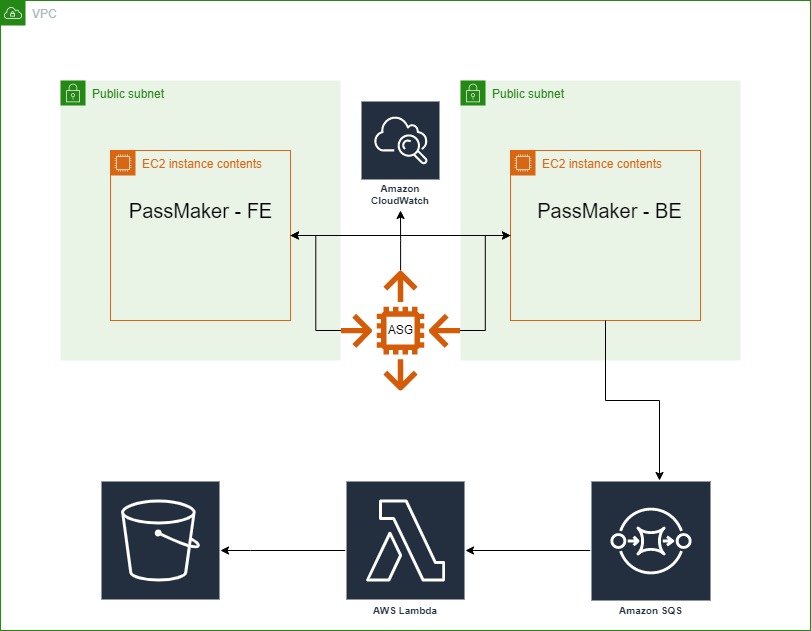 VPC
Public subnet
Public subnet
EC2 instance contents
EC2 instance contents
PassMaker - FE
PassMaker - BE
Amazon
CloudWatch
ASG
AWS Lambda
Amazon SQS